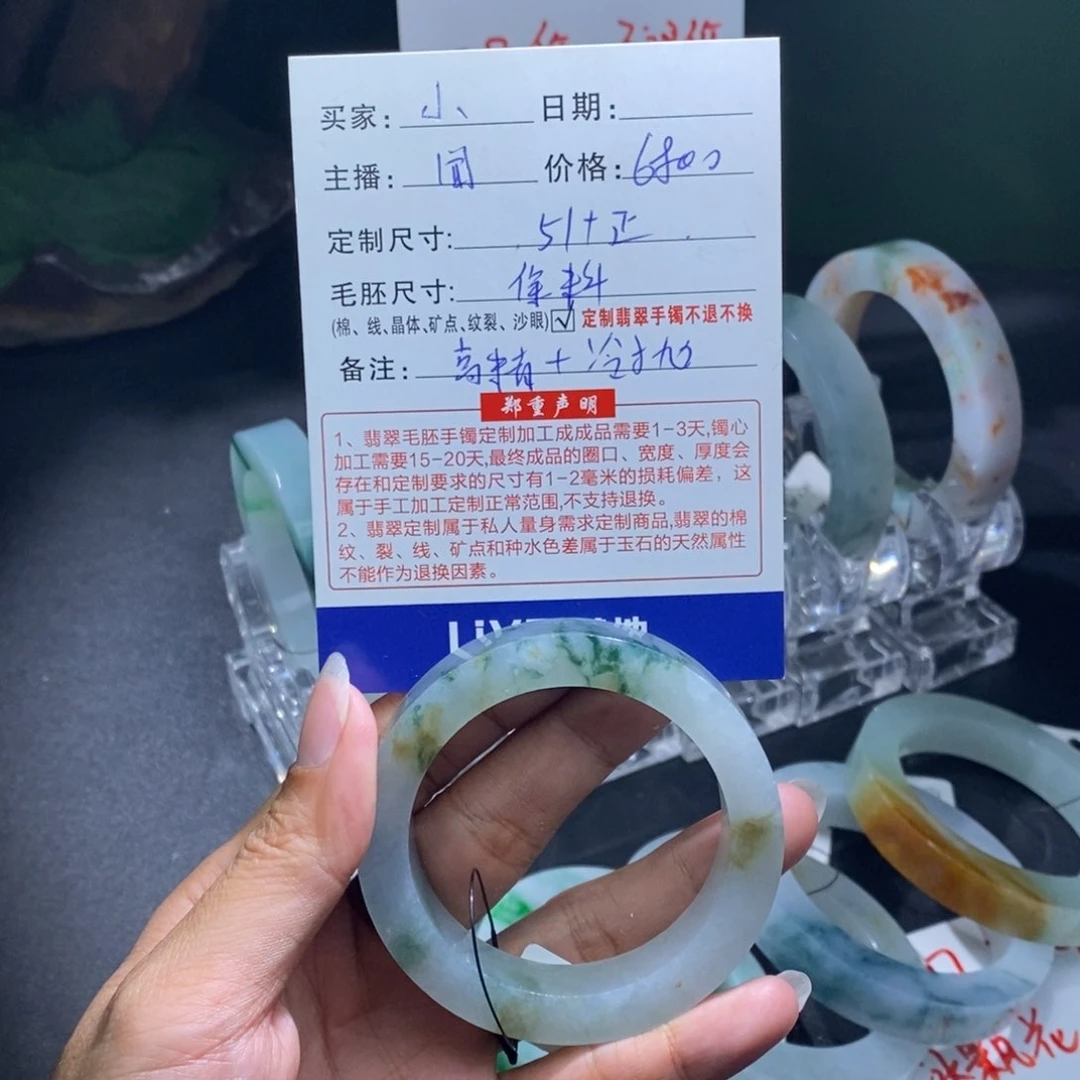 买家: 小、 日期:
主播: 圆 价格: 6800
定制尺寸: 51+正
毛胚尺寸: 保料
(棉、线、晶体、矿点、纹裂、沙眼) ☑ 定制翡翠手镯不退不换
备注: 高精+冷抛
郑重声明
1、翡翠毛胚手镯定制加工成成品需要1-3天,镯心
加工需要15-20天,最终成品的圈口、宽度、厚度会
存在和定制要求的尺寸有1-2毫米的损耗偏差，这
属于手工加工定制正常范围,不支持退换。
2、翡翠定制属于私人量身需求定制商品,翡翠的棉
纹、裂、线、矿点和种水色差属于玉石的天然属性
不能作为退换因素。
飘花